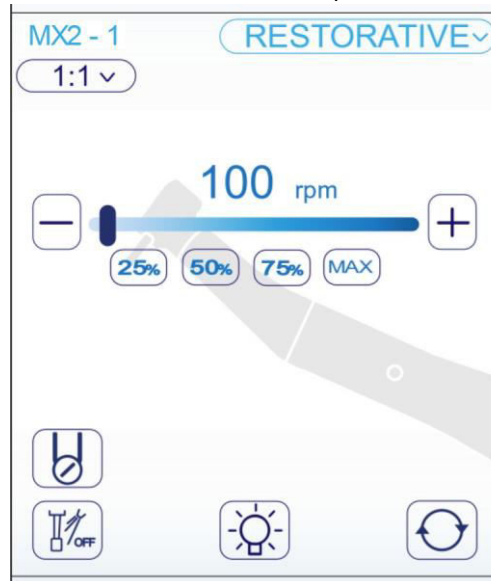 MX2 - 1 RESTORATIVE
1:1
100 rpm
25% 50% 75% MAX
OFF